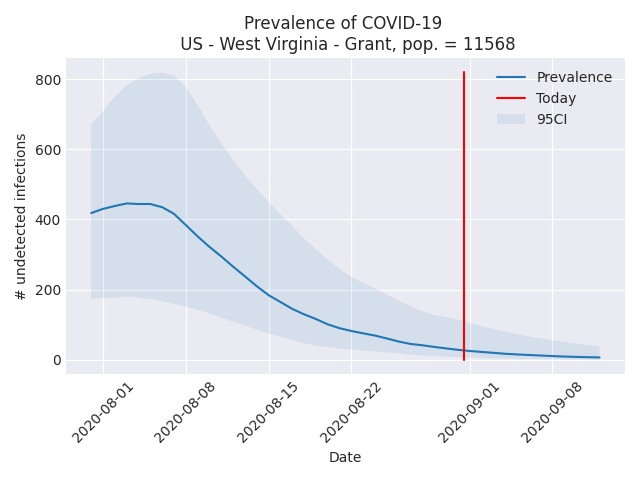 Prevalence of COVID-19
US - West Virginia - Grant, pop. = 11568
# undetected infections
800
600
400
200
0
Prevalence
Today
95CI
2020-08-01
2020-08-08
2020-08-15
2020-08-22
2020-09-01
2020-09-08
Date